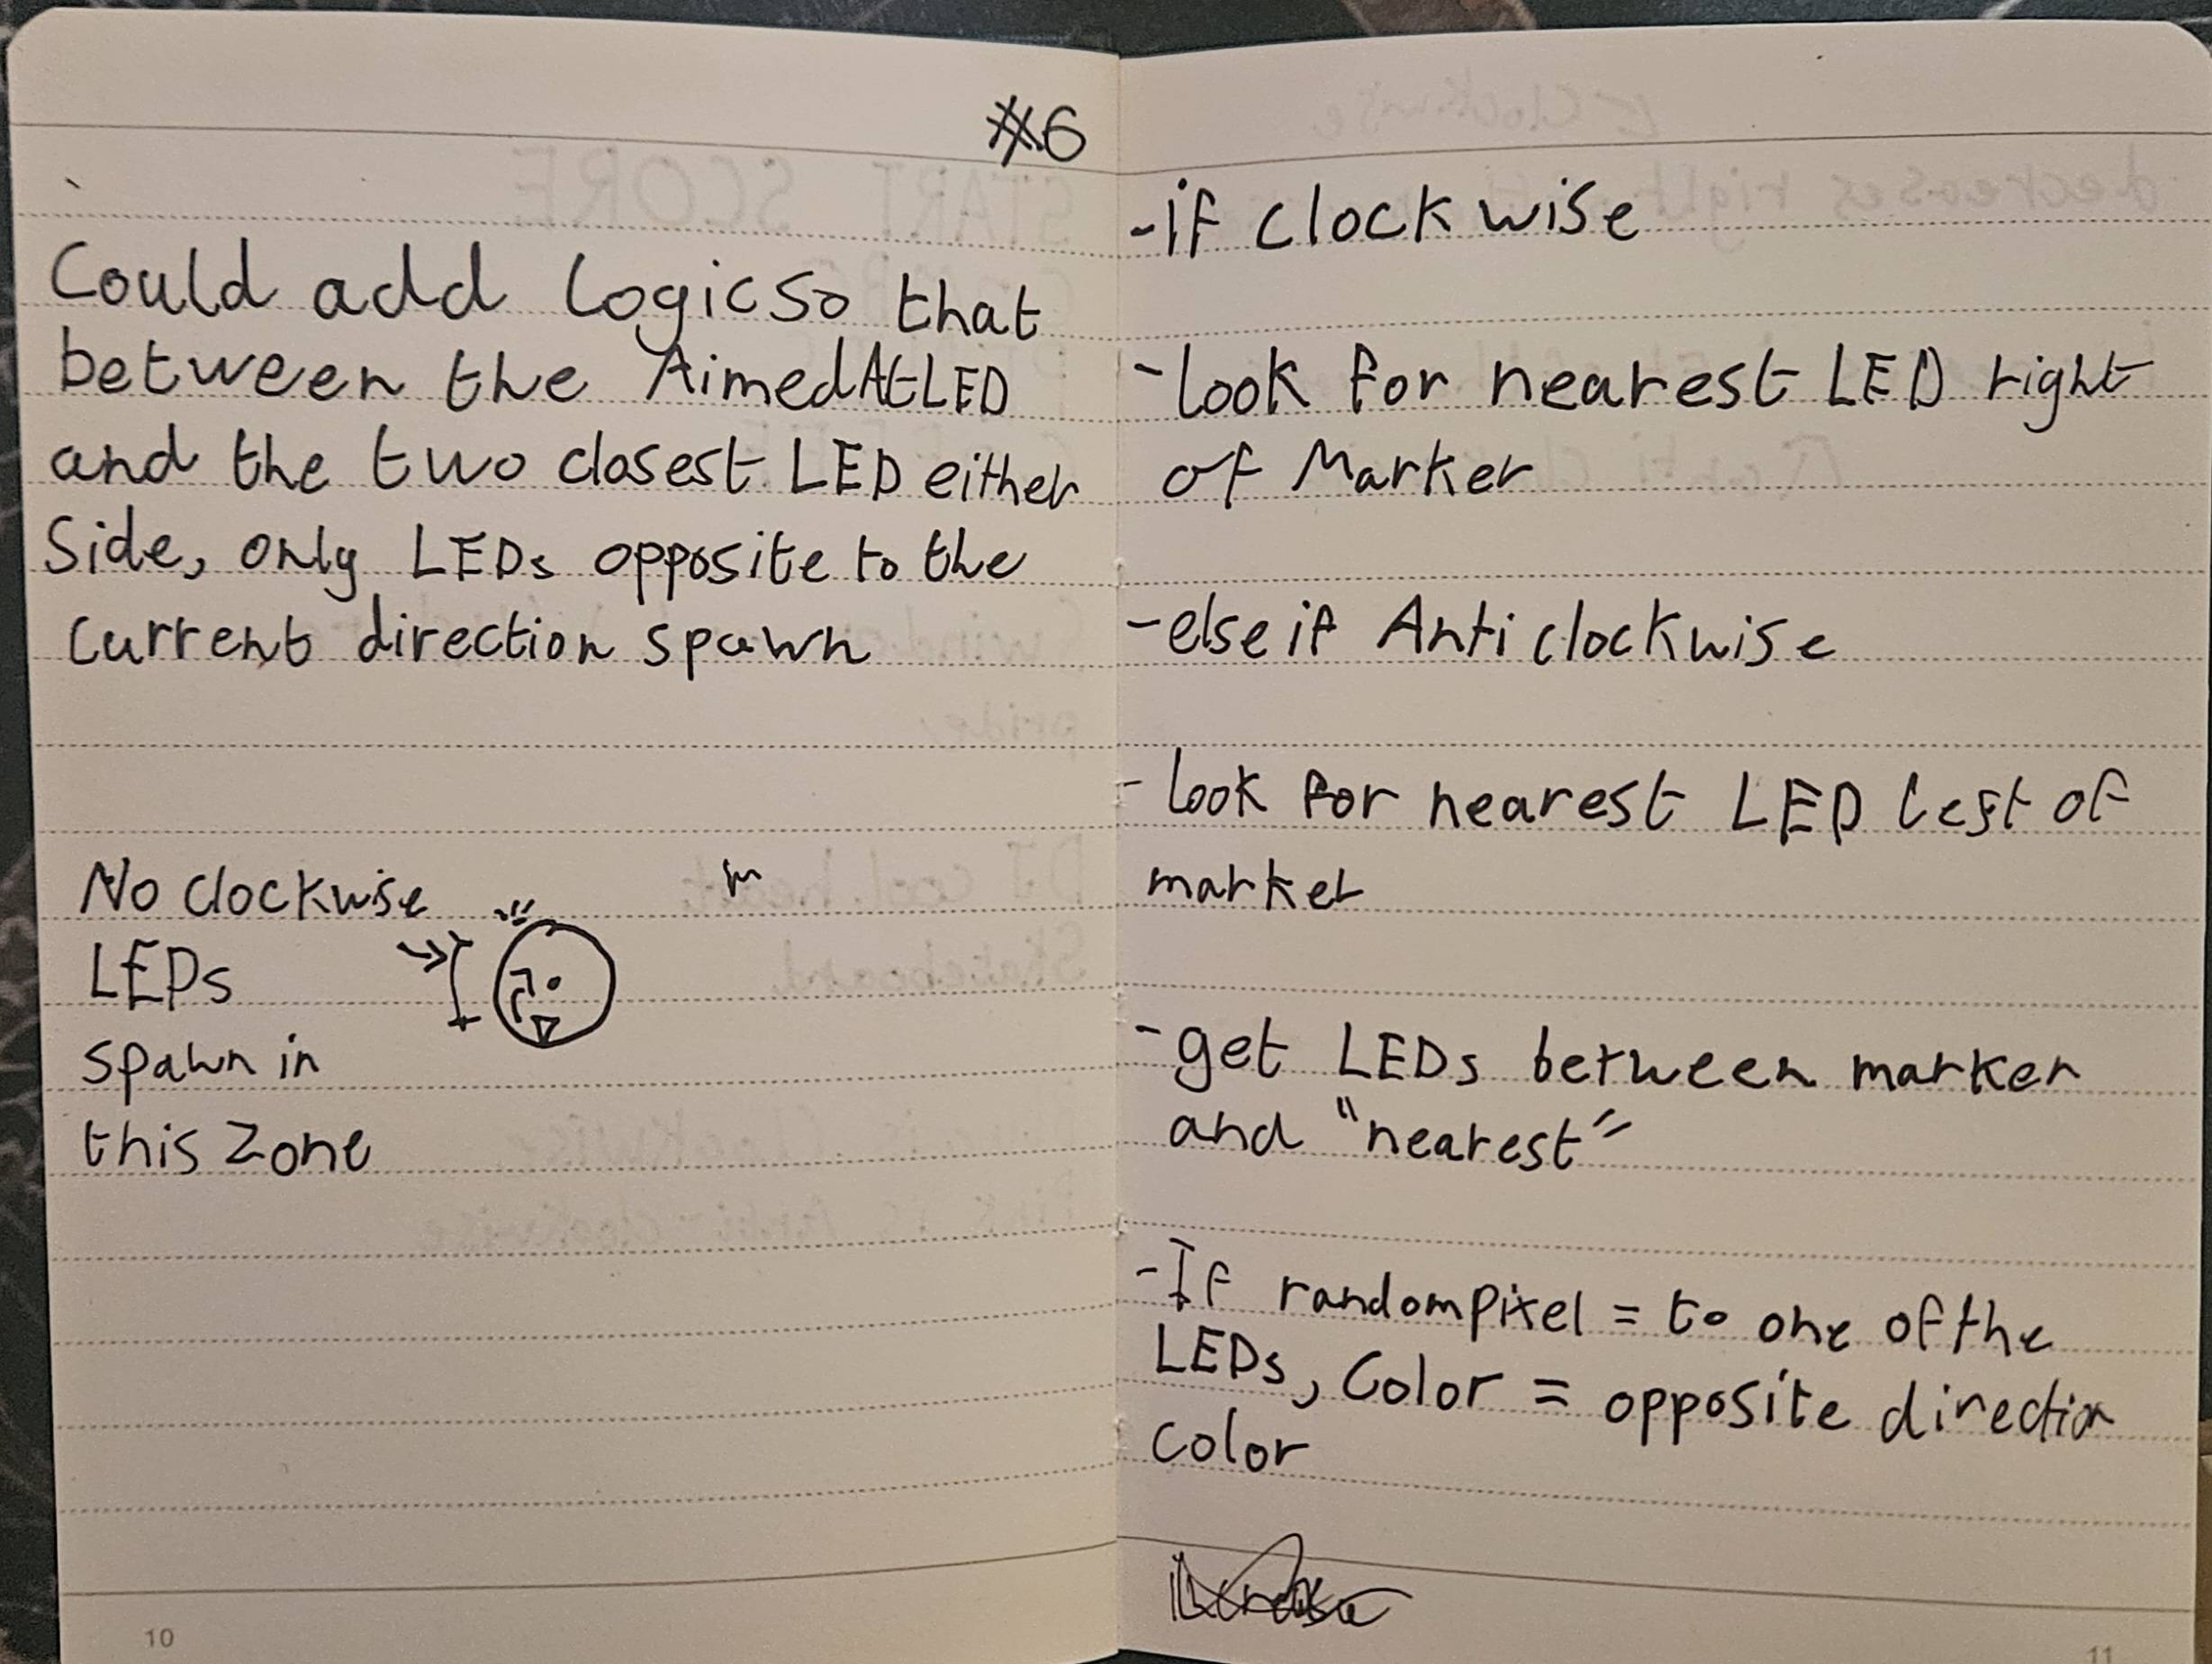 #6
Could add logic so that
between the AimedAtLED
and the two closest LED either
side, only LEDs opposite to the
current direction spawn
No clockwise
LEDs
spawn in
this zone
10
-if clockwise
-look for nearest LED right
of Marker
-else if Anticlockwise
-look for nearest LED lest of
marker
-get LEDs between marker
and "nearest"
-If randompixel = to one of the
LEDs, Color = opposite direction
color
11